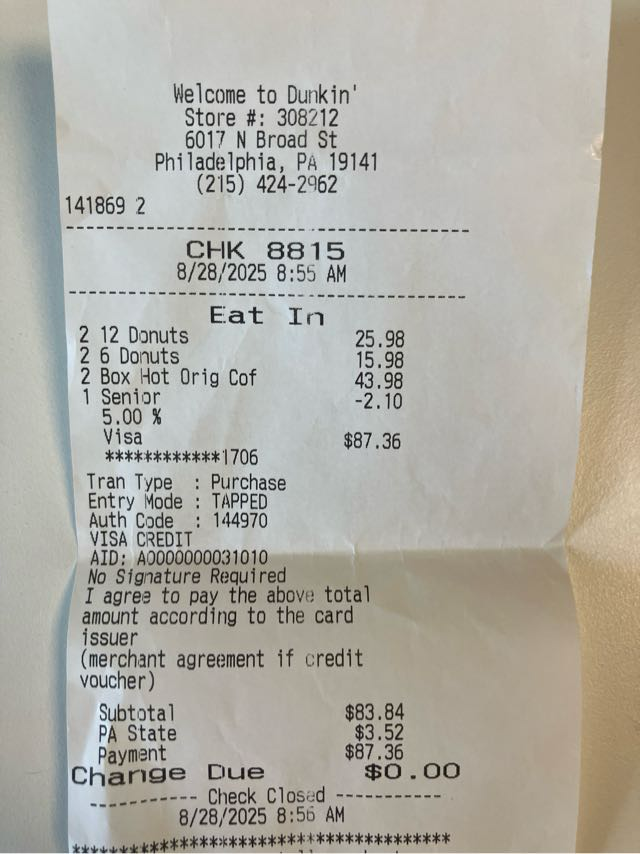 Welcome to Dunkin'
Store #: 308212
6017 N Broad St
Philadelphia, PA 19141
(215) 424-2962
141869 2
CHK 8815
8/28/2025 8:55 AM
Eat In
2 12 Donuts 25.98
2 6 Donuts 15.98
2 Box Hot Orig Cof 43.98
1 Senior -2.10
5.00 %
Visa $87.36
************1706
Tran Type : Purchase
Entry Mode : TAPPED
Auth Code : 144970
VISA CREDIT
AID: A0000000031010
No Signature Required
I agree to pay the above total
amount according to the card
issuer
(merchant agreement if credit
voucher)
Subtotal $83.84
PA State $3.52
Payment $87.36
Change Due $0.00
----------- Check Closed -----------
8/28/2025 8:56 AM
****************************************